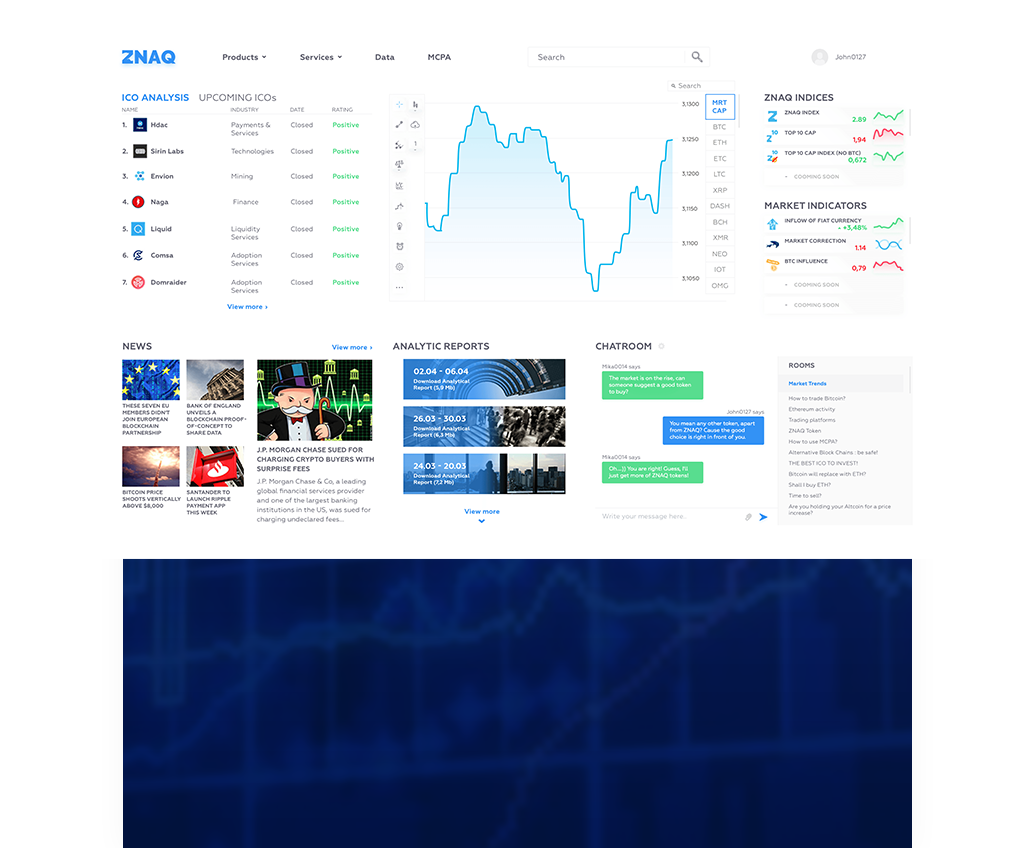 ZNAQ
Products
Services
Data
MCPA
Search
John0127
ICO ANALYSIS UPCOMING ICOs
NAME INDUSTRY DATE RATING
1. Hdac Payments & Services Closed Positive
2. Sirin Labs Technologies Closed Positive
3. Envion Mining Closed Positive
4. Naga Finance Closed Positive
5. Liquid Liquidity Services Closed Positive
6. Comsa Adoption Services Closed Positive
7. Domraider Adoption Services Closed Positive
View more ›
Search
3,1300
3,1250
3,1200
3,1150
3,1100
3,1050
MRT
CAP
BTC
ETH
ETC
LTC
XRP
DASH
BCH
XMR
NEO
IOT
OMG
ZNAQ INDICES
ZNAQ INDEX
2.89
TOP 10 CAP
1,94
TOP 10 CAP INDEX (NO BTC)
0,672
COOMING SOON
MARKET INDICATORS
INFLOW OF FIAT CURRENCY
+3,48%
MARKET CORRECTION
1.14
BTC INFLUENCE
0,79
COOMING SOON
COOMING SOON
NEWS
View more ›
THESE SEVEN EU
MEMBERS DIDN'T
JOIN EUROPEAN
BLOCKCHAIN
PARTNERSHIP
BANK OF ENGLAND
UNVEILS A
BLOCKCHAIN PROOF-
OF-CONCEPT TO
SHARE DATA
BITCOIN PRICE
SHOOTS VERTICALLY
ABOVE $8,000
SANTANDER TO
LAUNCH RIPPLE
PAYMENT APP
THIS WEEK
J.P. MORGAN CHASE SUED FOR
CHARGING CRYPTO BUYERS WITH
SURPRISE FEES
J.P. Morgan Chase & Co, a leading
global financial services provider
and one of the largest banking
institutions in the US, was sued for
charging undeclared fees...
ANALYTIC REPORTS
02.04 - 06.04
Download Analytical
Report (5,9 Mb)
26.03 - 30.03
Download Analytical
Report (6,3 Mb)
24.03 - 20.03
Download Analytical
Report (7,2 Mb)
View more
CHATROOM
Mika0014 says
The market is on the rise, can
someone suggest a good token
to buy?
John0127 says
You mean any other token, apart
from ZNAQ? Cause the good
choice is right in front of you.
Mika0014 says
Oh...)) You are right! Guess, I'll
just get more of ZNAQ tokens!
Write your message here..
ROOMS
Market Trends
How to trade Bitcoin?
Ethereum activity
Trading platforms
ZNAQ Token
How to use MCPA?
Alternative Block Chains : be safe!
THE BEST ICO TO INVEST!
Bitcoin will replace with ETH?
Shall I buy ETH?
Time to sell?
Are you holding your Altcoin for a price
increase?